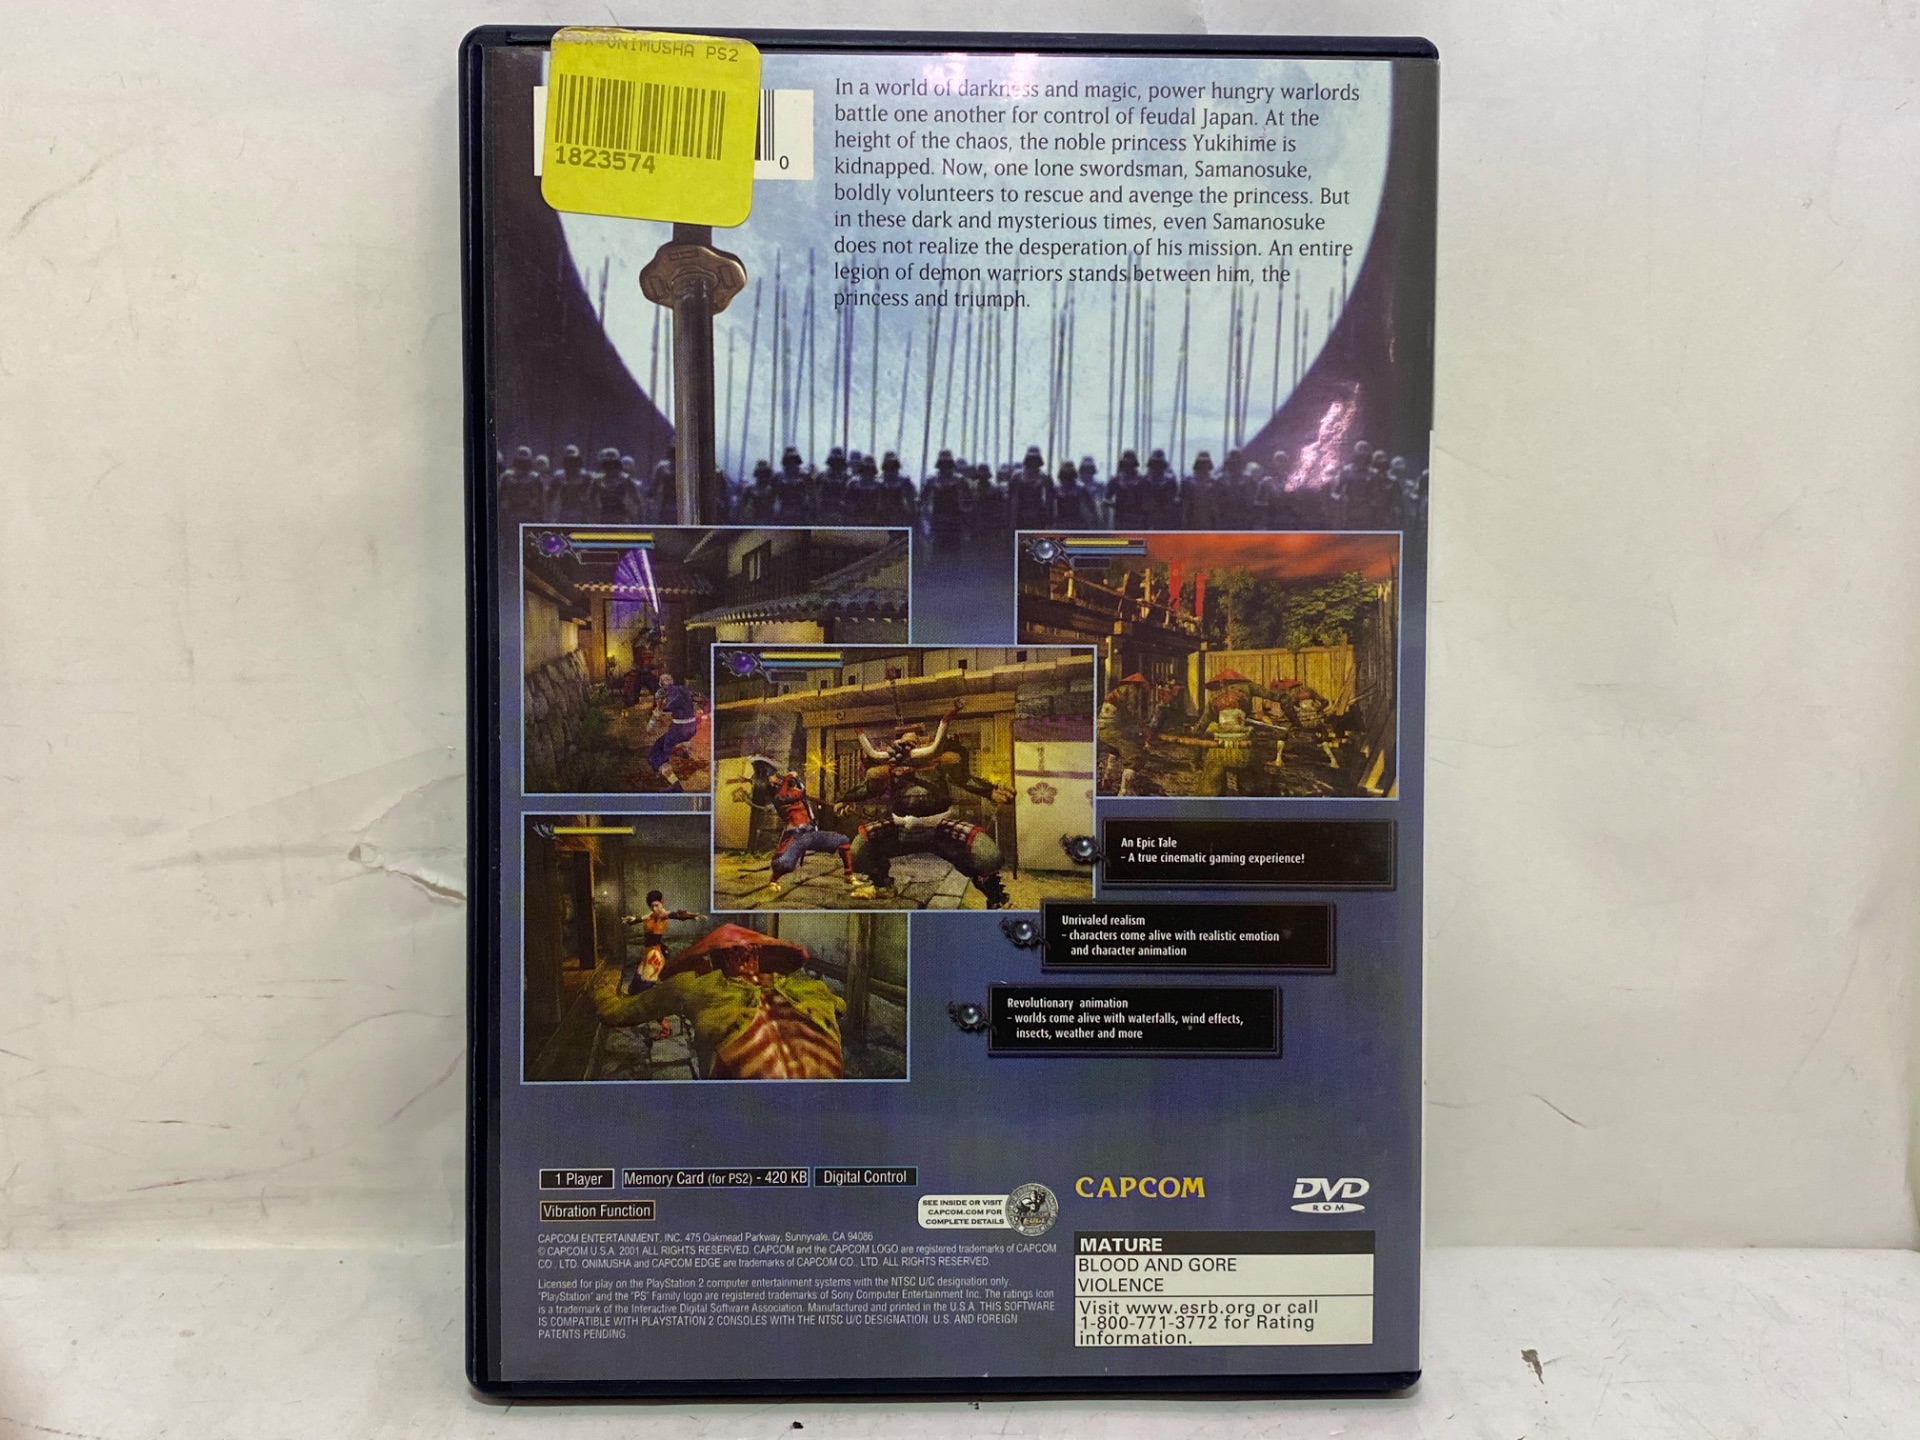 ONIMUSHA PS2
1823574
0
In a world of darkness and magic, power hungry warlords
battle one another for control of feudal Japan. At the
height of the chaos, the noble princess Yukihime is
kidnapped. Now, one lone swordsman, Samanosuke,
boldly volunteers to rescue and avenge the princess. But
in these dark and mysterious times, even Samanosuke
does not realize the desperation of his mission. An entire
legion of demon warriors stands between him, the
princess and triumph.
An Epic Tale
- A true cinematic gaming experience!
Unrivaled realism
- characters come alive with realistic emotion
and character animation
Revolutionary animation
- worlds come alive with waterfalls, wind effects,
insects, weather and more
1 Player
Memory Card (for PS2) - 420 KB
Digital Control
Vibration Function
SEE INSIDE OR VISIT
CAPCOM.COM FOR
COMPLETE DETAILS
CAPCOM
DVD
ROM
CAPCOM ENTERTAINMENT, INC. 475 Oakmead Parkway, Sunnyvale, CA 94086
© CAPCOM U.S.A. 2001 ALL RIGHTS RESERVED. CAPCOM and the CAPCOM LOGO are registered trademarks of CAPCOM
CO., LTD. ONIMUSHA and CAPCOM EDGE are trademarks of CAPCOM CO., LTD. ALL RIGHTS RESERVED.
Licensed for play on the PlayStation 2 computer entertainment systems with the NTSC U/C designation only.
"PlayStation" and the "PS" Family logo are registered trademarks of Sony Computer Entertainment Inc. The ratings icon
is a trademark of the Interactive Digital Software Association. Manufactured and printed in the U.S.A. THIS SOFTWARE
IS COMPATIBLE WITH PLAYSTATION 2 CONSOLES WITH THE NTSC U/C DESIGNATION. U.S. AND FOREIGN
PATENTS PENDING.
MATURE
BLOOD AND GORE
VIOLENCE
Visit www.esrb.org or call
1-800-771-3772 for Rating
information.